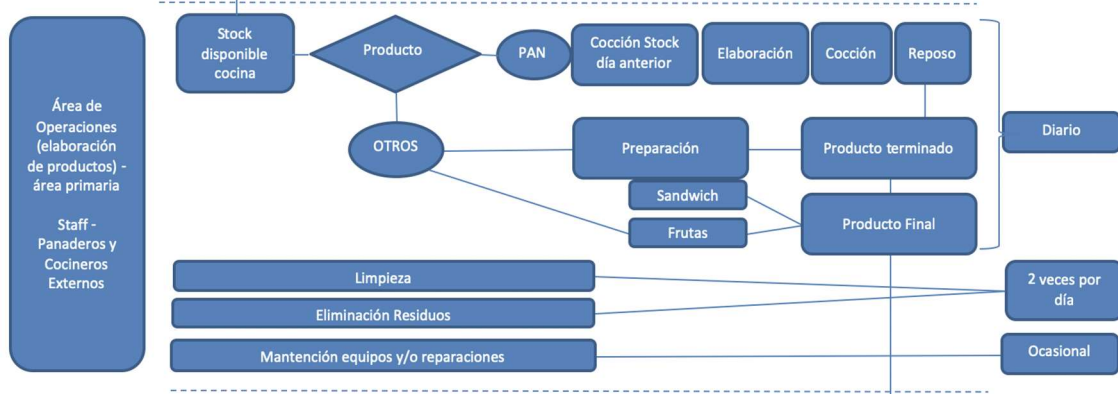 Área de
Operaciones
(elaboración
de productos) -
área primaria
Staff -
Panaderos y
Cocineros
Externos
Stock
disponible
cocina
Producto
PAN
Cocción Stock
día anterior
Elaboración
Cocción
Reposo
OTROS
Preparación
Producto terminado
Diario
Sandwich
Frutas
Producto Final
Limpieza
Eliminación Residuos
2 veces por
día
Mantención equipos y/o reparaciones
Ocasional